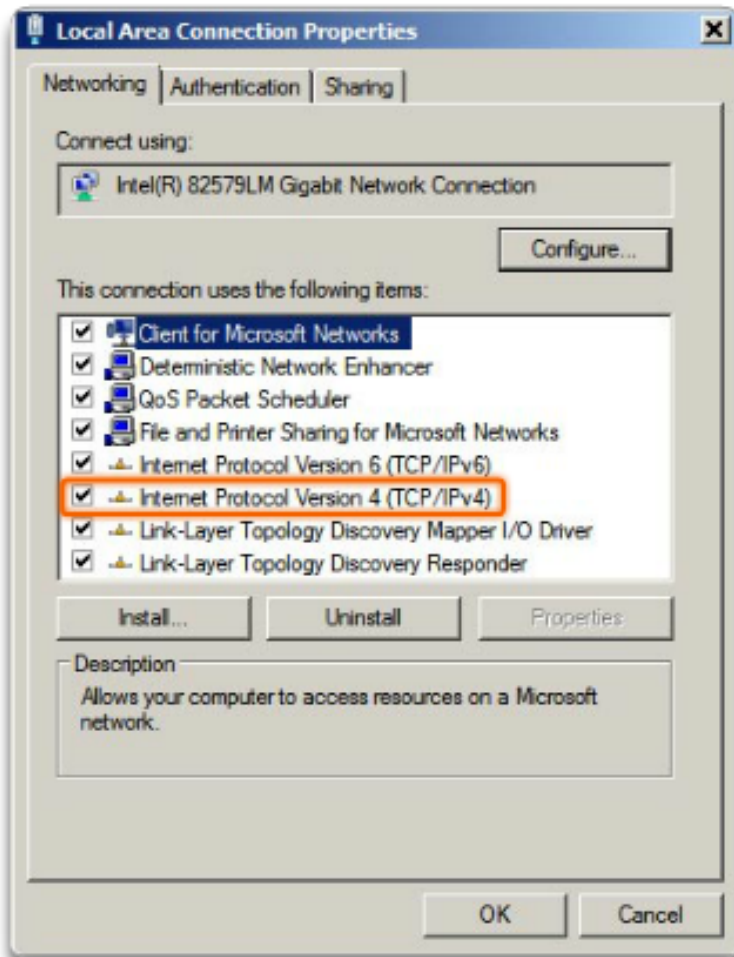 Local Area Connection Properties
Networking
Authentication
Sharing
Connect using:
Intel(R) 82579LM Gigabit Network Connection
Configure...
This connection uses the following items:
Client for Microsoft Networks
Deterministic Network Enhancer
QoS Packet Scheduler
File and Printer Sharing for Microsoft Networks
Internet Protocol Version 6 (TCP/IPv6)
Internet Protocol Version 4 (TCP/IPv4)
Link-Layer Topology Discovery Mapper I/O Driver
Link-Layer Topology Discovery Responder
Install...
Uninstall
Properties
Description
Allows your computer to access resources on a Microsoft
network.
OK
Cancel